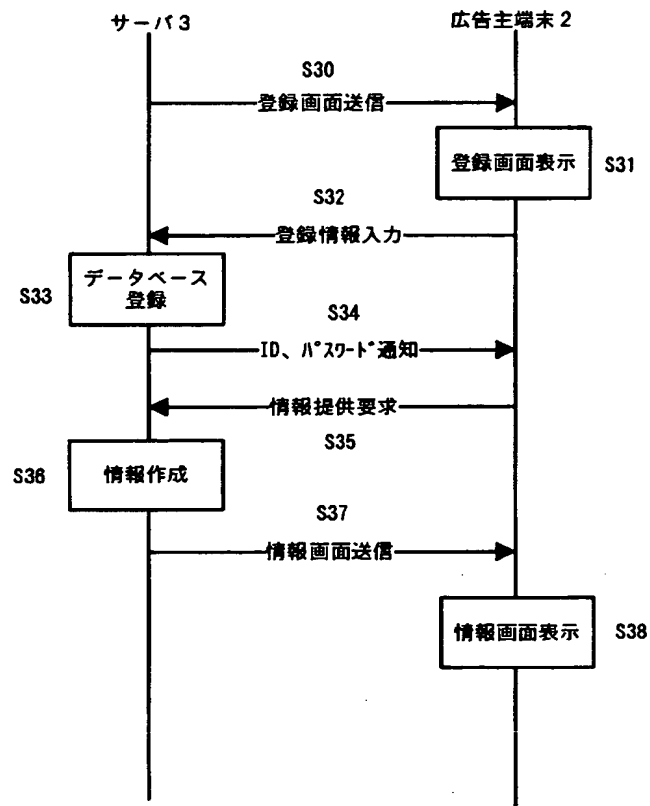 サーバ3
広告主端末2
S30
登録画面送信
登録画面表示
S31
S32
登録情報入力
データベース
登録
S33
S34
ID、ﾊﾟｽﾜｰﾄﾞ通知
情報提供要求
S35
S36
情報作成
S37
情報画面送信
情報画面表示
S38